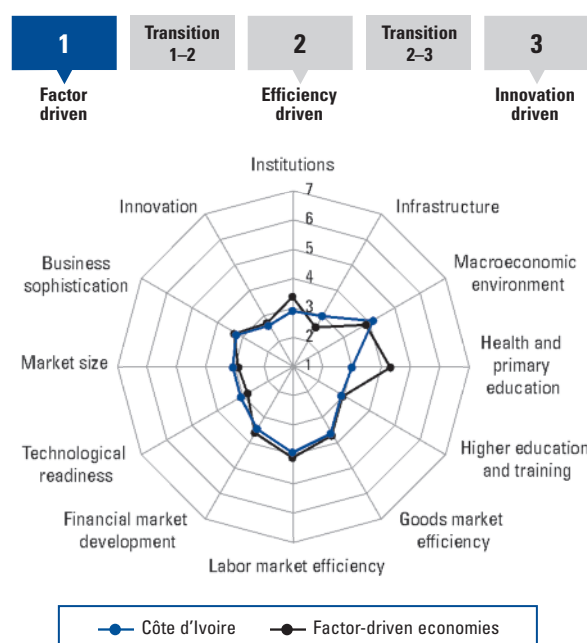 1
Transition
1–2
2
Transition
2–3
3
Factor
driven
Efficiency
driven
Innovation
driven
Institutions
7
Innovation
Infrastructure
6
5
Business
sophistication
Macroeconomic
environment
4
3
2
Market size
1
Health and
primary
education
Technological
readiness
Higher education
and training
Financial market
development
Goods market
efficiency
Labor market efficiency
Côte d’Ivoire
Factor-driven economies